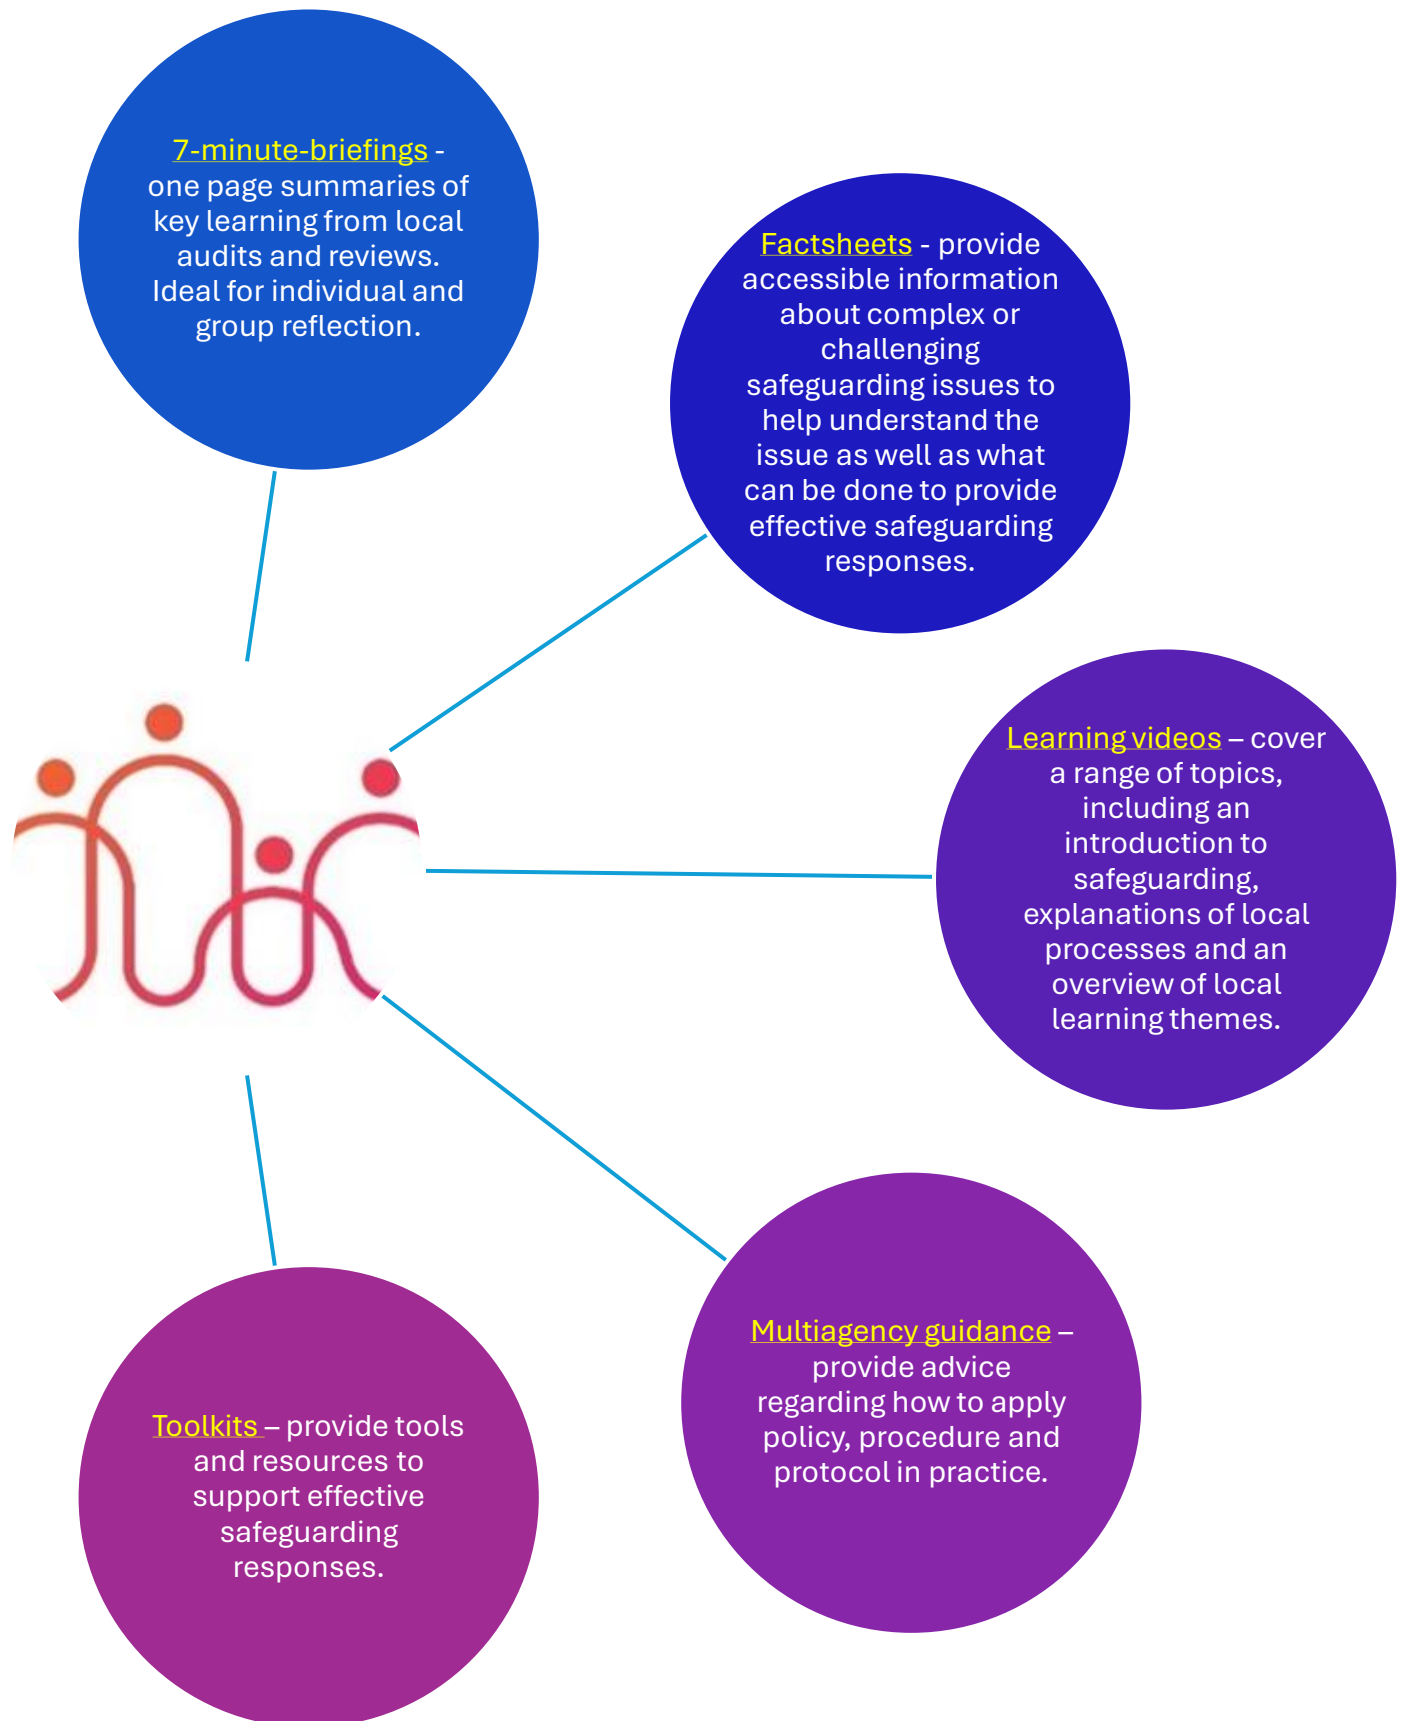 7-minute-briefings -
one page summaries of
key learning from local
audits and reviews.
Ideal for individual and
group reflection.
Factsheets - provide
accessible information
about complex or
challenging
safeguarding issues to
help understand the
issue as well as what
can be done to provide
effective safeguarding
responses.
Learning videos – cover
a range of topics,
including an
introduction to
safeguarding,
explanations of local
processes and an
overview of local
learning themes.
Multiagency guidance –
provide advice
regarding how to apply
policy, procedure and
protocol in practice.
Toolkits – provide tools
and resources to
support effective
safeguarding
responses.